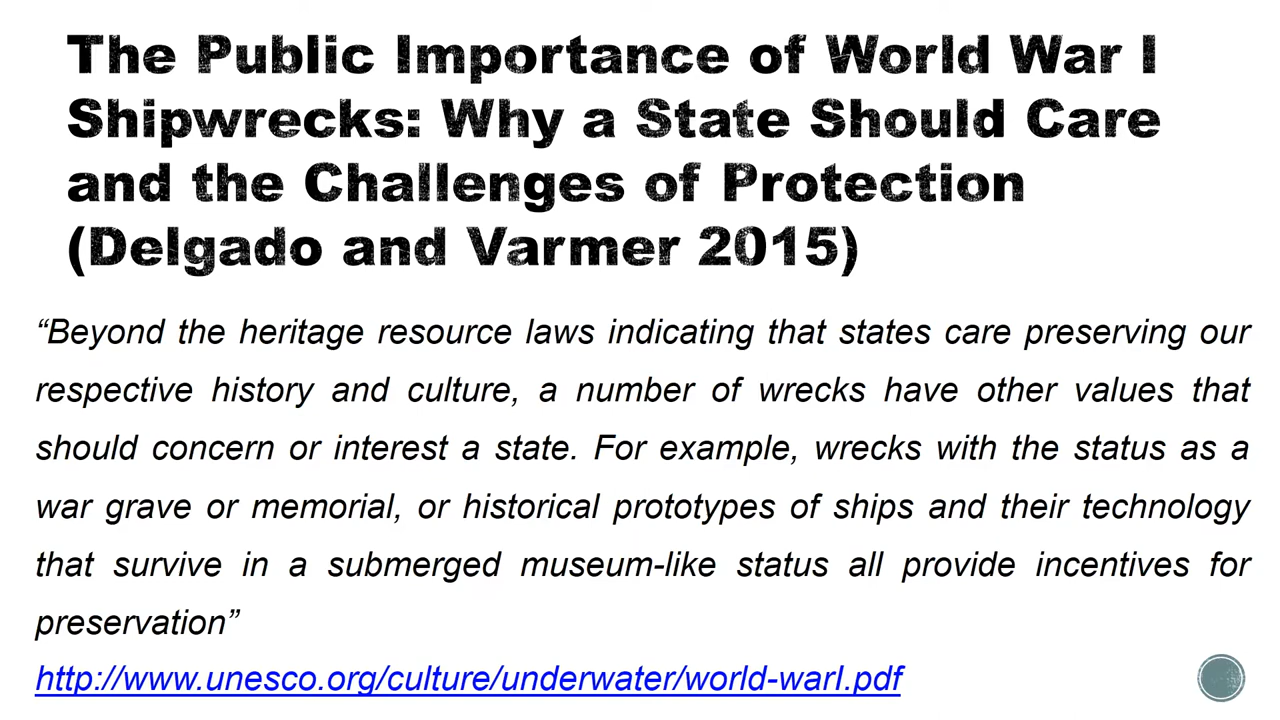 The Public Importance of World War I
Shipwrecks: Why a State Should Care
and the Challenges of Protection
(Delgado and Varmer 2015)
“Beyond the heritage resource laws indicating that states care preserving our
respective history and culture, a number of wrecks have other values that
should concern or interest a state. For example, wrecks with the status as a
war grave or memorial, or historical prototypes of ships and their technology
that survive in a submerged museum-like status all provide incentives for
preservation”
http://www.unesco.org/culture/underwater/world-warI.pdf